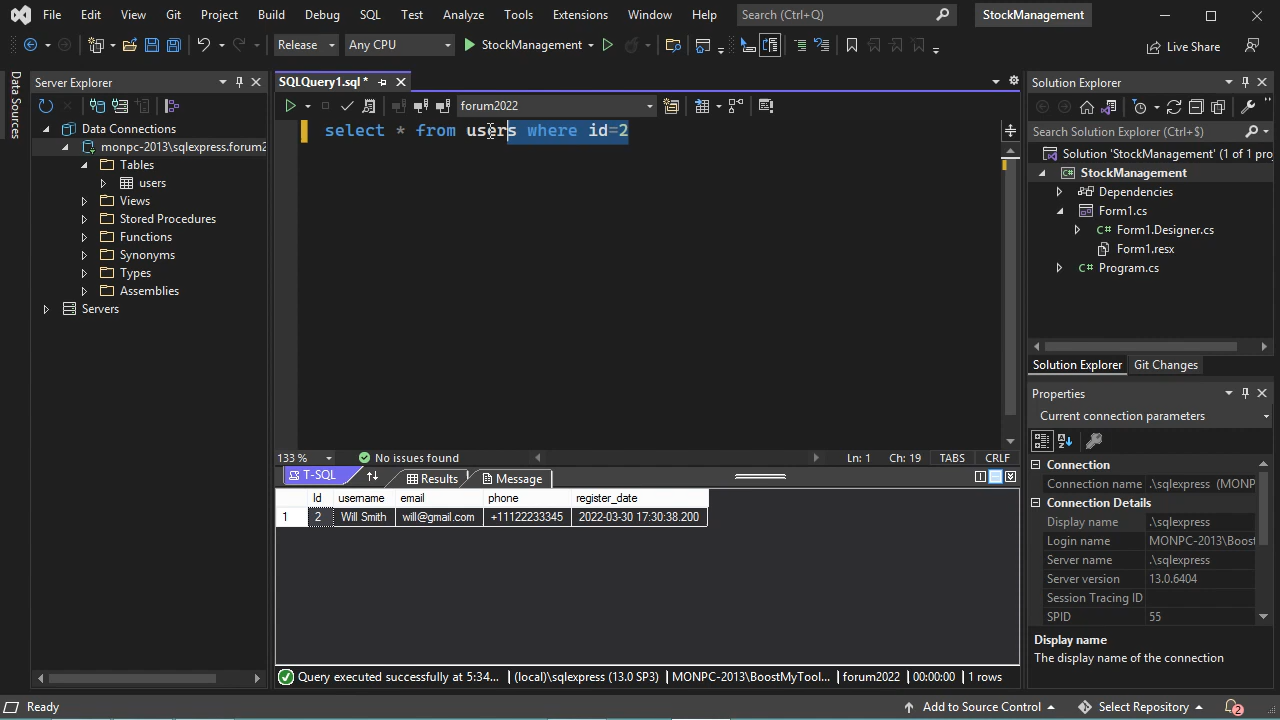 File Edit View Git Project Build Debug SQL Test Analyze Tools Extensions Window Help Search (Ctrl+Q) StockManagement
Release Any CPU StockManagement Live Share
Data Sources
Server Explorer
Data Connections
monpc-2013\sqlexpress.forum2
Tables
users
Views
Stored Procedures
Functions
Synonyms
Types
Assemblies
Servers
SQLQuery1.sql *
forum2022
select * from users where id=2
133 % No issues found Ln: 1 Ch: 19 TABS CRLF
T-SQL Results Message
Id username email phone register_date
1 2 Will Smith will@gmail.com +11122233345 2022-03-30 17:30:38.200
Query executed successfully at 5:34... (local)\sqlexpress (13.0 SP3) MONPC-2013\BoostMyTool... forum2022 00:00:00 1 rows
Solution Explorer
Search Solution Explorer (Ctrl+$)
Solution 'StockManagement' (1 of 1 pro
C# StockManagement
Dependencies
Form1.cs
C# Form1.Designer.cs
Form1.resx
C# Program.cs
Solution Explorer Git Changes
Properties
Current connection parameters
Connection
Connection name .\sqlexpress (MONP
Connection Details
Display name .\sqlexpress
Login name MONPC-2013\Boost
Server name .\sqlexpress
Server version 13.0.6404
Session Tracing ID
SPID 55
Display name
The display name of the connection
Ready Add to Source Control Select Repository 2